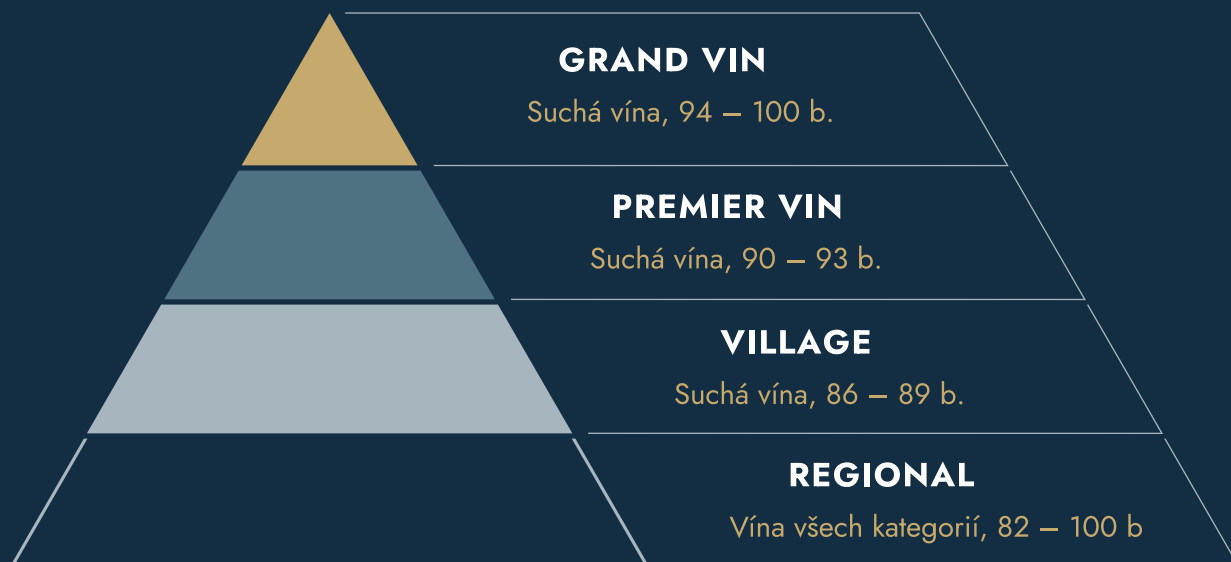 GRAND VIN
Suchá vína, 94 – 100 b.
PREMIER VIN
Suchá vína, 90 – 93 b.
VILLAGE
Suchá vína, 86 – 89 b.
REGIONAL
Vína všech kategorií, 82 – 100 b